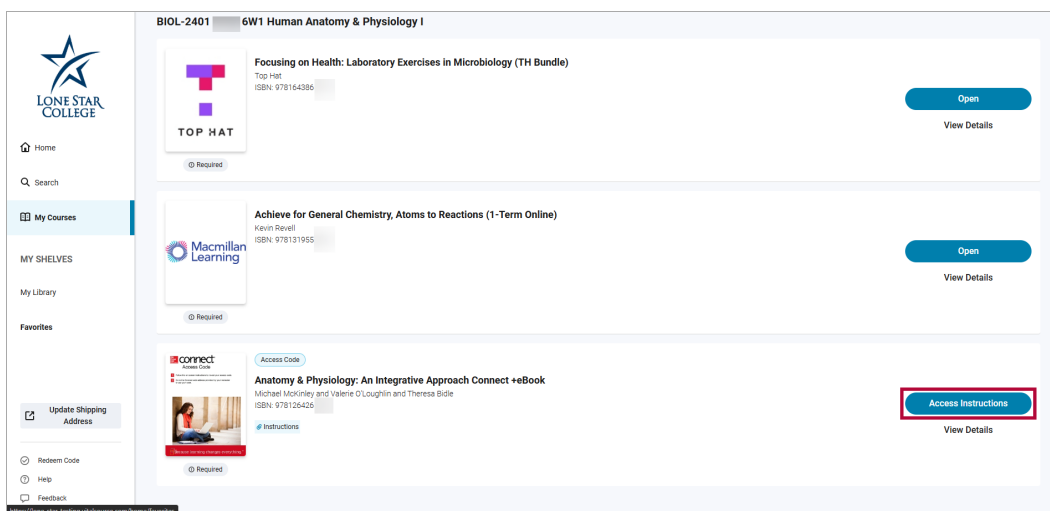 BIOL-2401 6W1 Human Anatomy & Physiology I
LONE STAR
COLLEGE
Home
Search
My Courses
MY SHELVES
My Library
Favorites
Update Shipping
Address
Redeem Code
Help
Feedback
TOP HAT
Required
Focusing on Health: Laboratory Exercises in Microbiology (TH Bundle)
Top Hat
ISBN: 978164386
Open
View Details
Macmillan
Learning
Required
Achieve for General Chemistry, Atoms to Reactions (1-Term Online)
Kevin Revell
ISBN: 978131955
Open
View Details
connect
Access Code
Required
Access Code
Anatomy & Physiology: An Integrative Approach Connect +eBook
Michael McKinley and Valerie O'Loughlin and Theresa Bidle
ISBN: 978126426
Instructions
Access Instructions
View Details